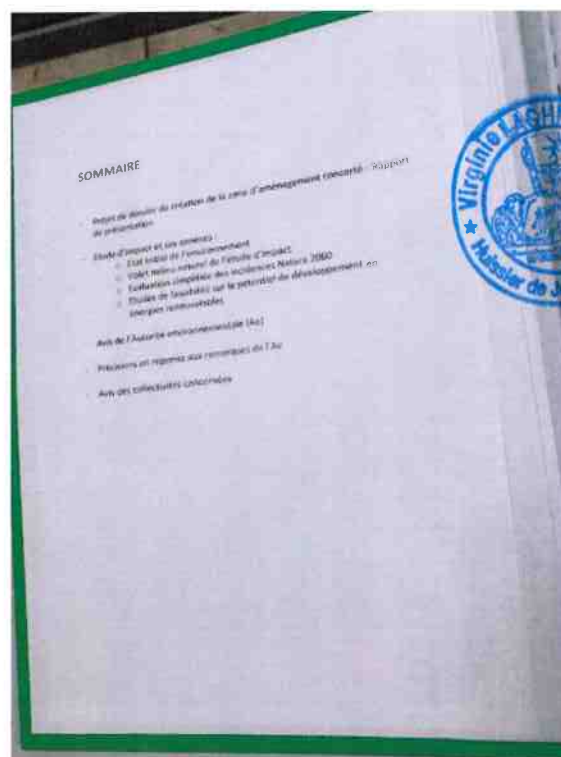 SOMMAIRE
- Projet de dossier de création de la zone d'aménagement concerté - Rapport
de présentation
- Etude d'impact et ses annexes :
o Etat initial de l'environnement
o Volet milieu naturel de l'étude d'impact
o Evaluation simplifiée des incidences Natura 2000
o Etudes de faisabilité sur le potentiel de développement en
énergies renouvelables
- Avis de l'Autorité environnementale (Ae)
- Précisions en réponse aux remarques de l'Ae
- Avis des collectivités concernées
Virginie
Huissier de